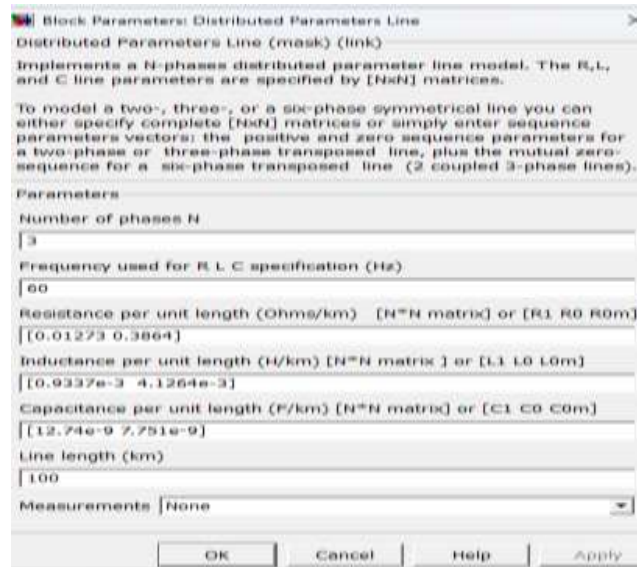 Block Parameters: Distributed Parameters Line
Distributed Parameters Line (mask) (link)
Implements a N-phases distributed parameter line model. The R,L,
and C line parameters are specified by [NxN] matrices.
To model a two-, three-, or a six-phase symmetrical line you can
either specify complete [NxN] matrices or simply enter sequence
parameters vectors: the positive and zero sequence parameters for
a two-phase or three-phase transposed line, plus the mutual zero-
sequence for a six-phase transposed line (2 coupled 3-phase lines).
Parameters
Number of phases N
3
Frequency used for R L C specification (Hz)
60
Resistance per unit length (Ohms/km) [N*N matrix] or [R1 R0 R0m]
[0.01273 0.3864]
Inductance per unit length (H/km) [N*N matrix ] or [L1 L0 L0m]
[0.9337e-3 4.1264e-3]
Capacitance per unit length (F/km) [N*N matrix] or [C1 C0 C0m]
[12.74e-9 7.751e-9]
Line length (km)
100
Measurements None
OK Cancel Help Apply